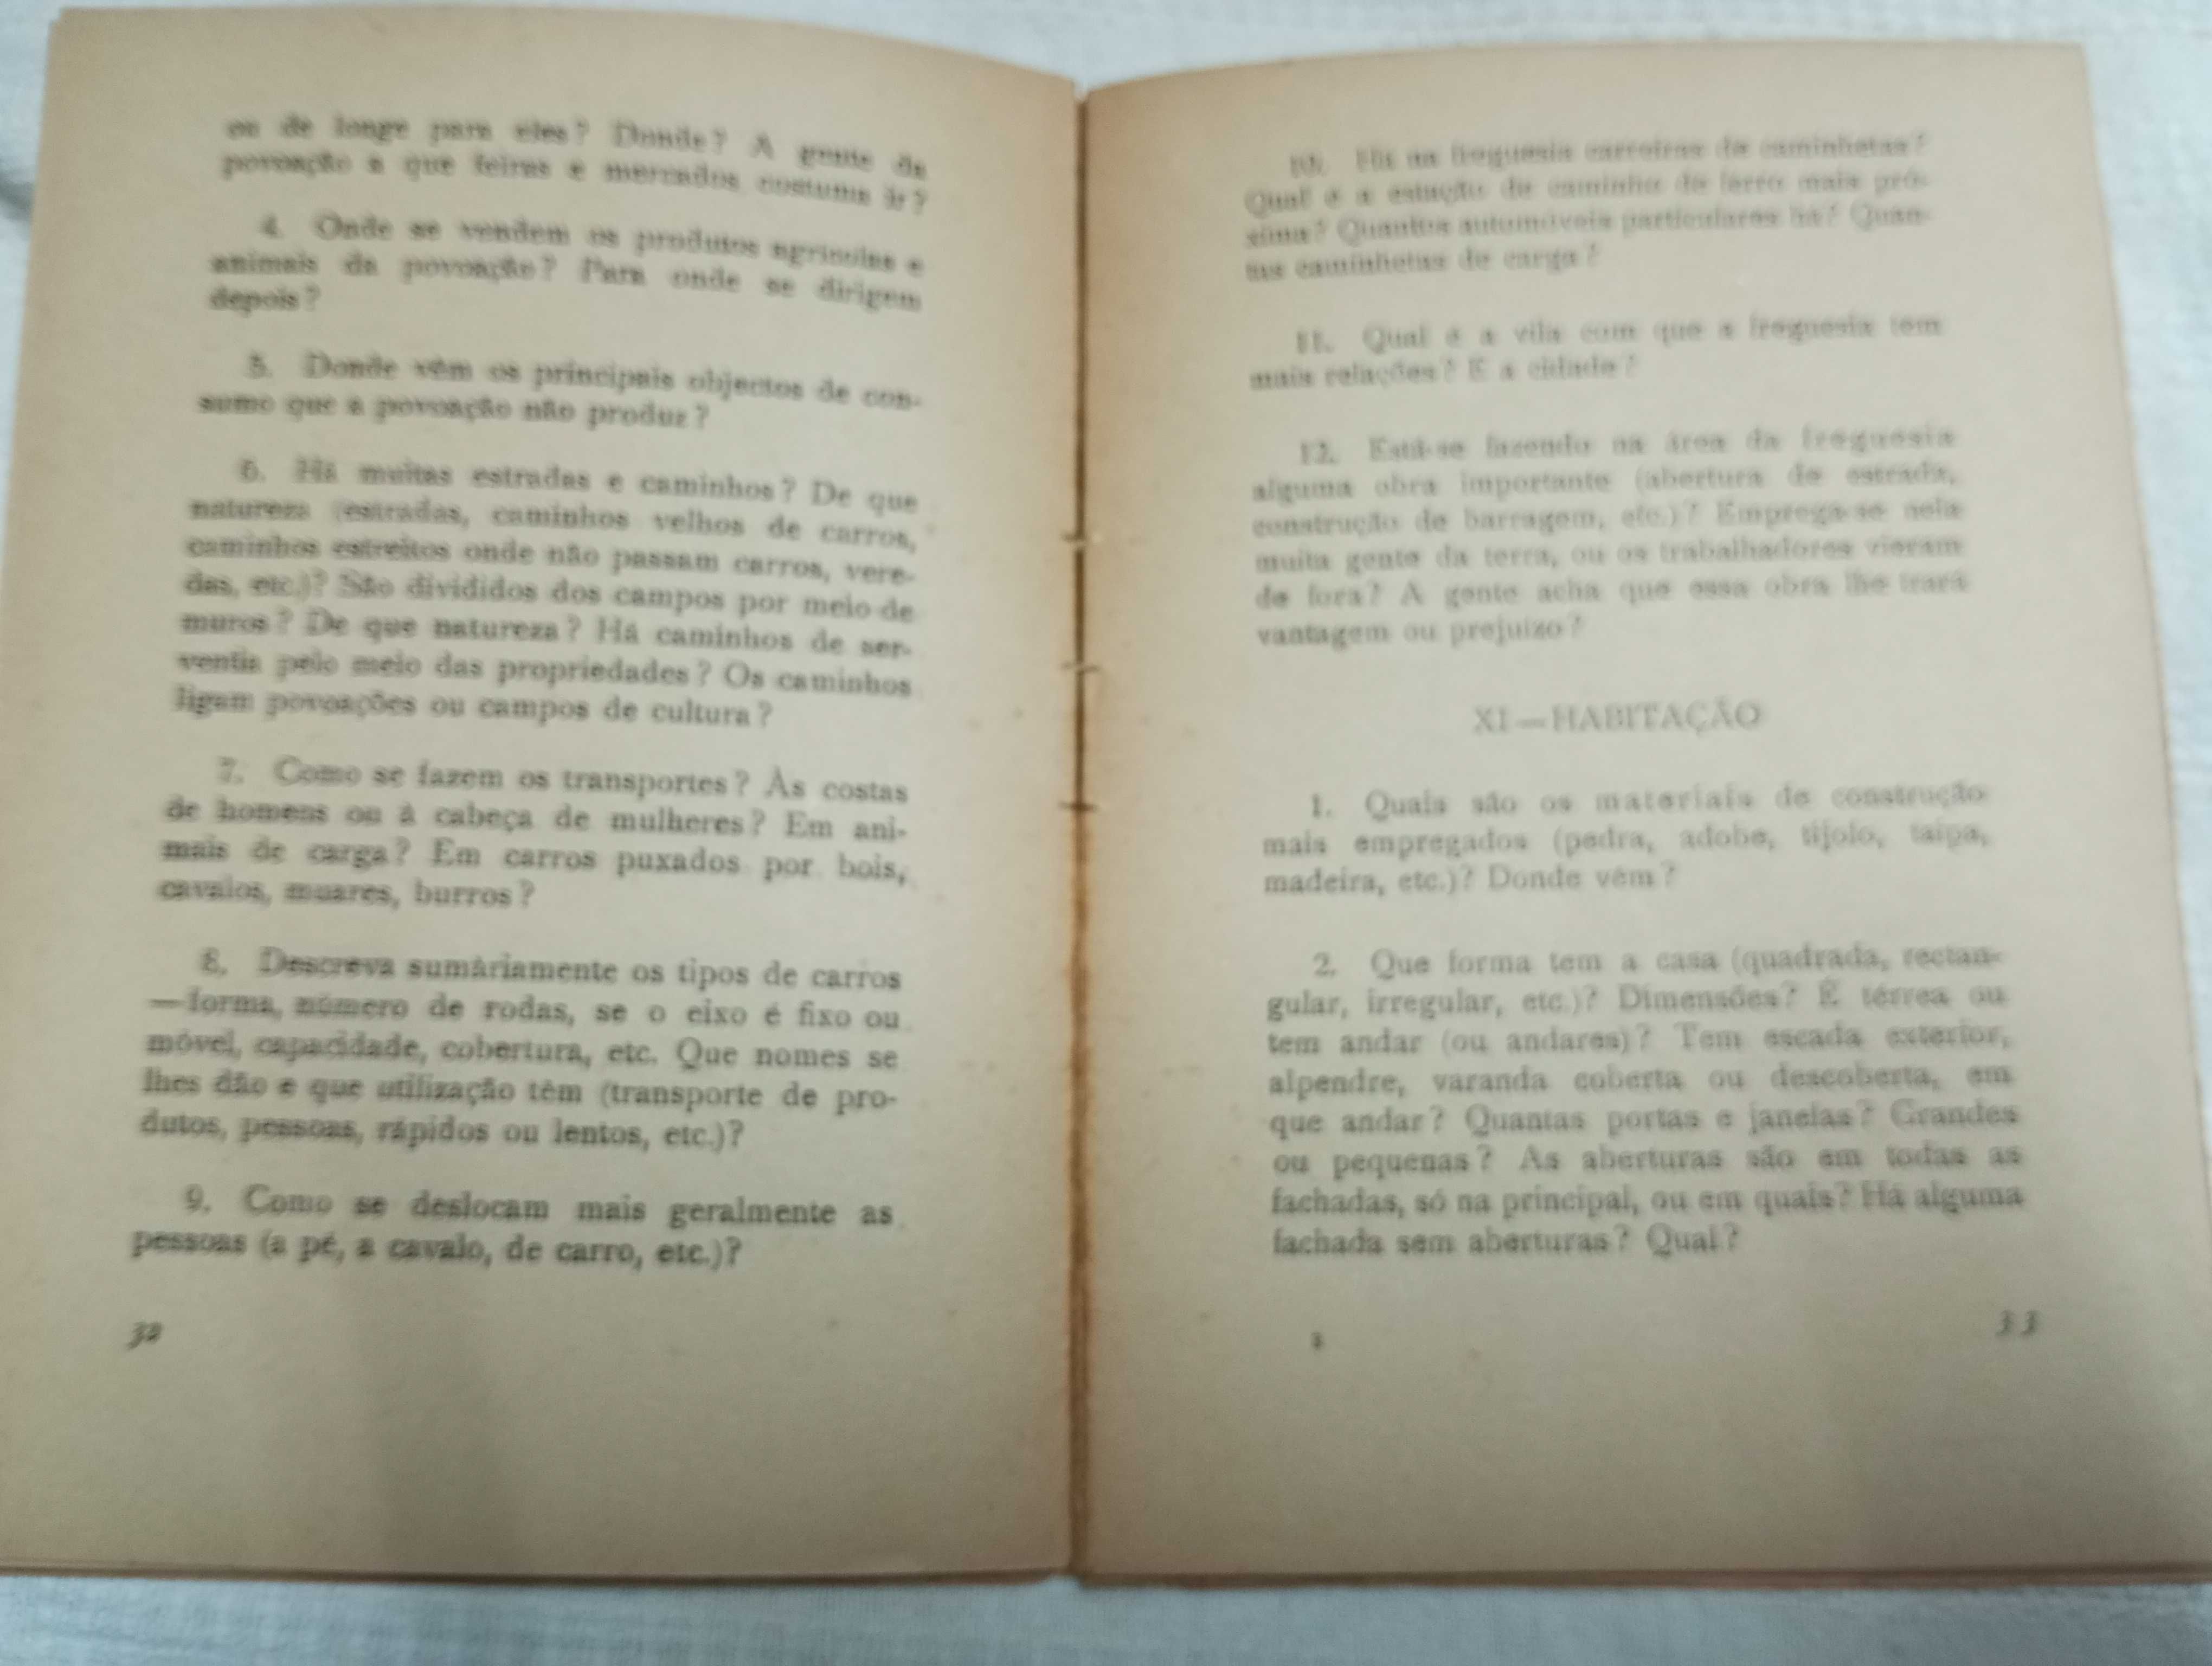 ou de longe para eles? Donde? A gente da
povoação a que feiras e mercados costuma ir?
4. Onde se vendem os produtos agrícolas e
animais da povoação? Para onde se dirigem
depois?
5. Donde vêm os principais objectos de con-
sumo que a povoação não produz?
6. Há muitas estradas e caminhos? De que
natureza (estradas, caminhos velhos de carros,
caminhos estreitos onde não passam carros, vere-
das, etc.)? São divididos dos campos por meio de
muros? De que natureza? Há caminhos de ser-
ventia pelo meio das propriedades? Os caminhos
ligam povoações ou campos de cultura?
7. Como se fazem os transportes? Às costas
de homens ou à cabeça de mulheres? Em ani-
mais de carga? Em carros puxados por bois,
cavalos, muares, burros?
8. Descreva sumàriamente os tipos de carros
—forma, número de rodas, se o eixo é fixo ou
móvel, capacidade, cobertura, etc. Que nomes se
lhes dão e que utilização têm (transporte de pro-
dutos, pessoas, rápidos ou lentos, etc.)?
9. Como se deslocam mais geralmente as
pessoas (a pé, a cavalo, de carro, etc.)?
32
10. Há na freguesia carreiras de caminhetas?
Qual é a estação de caminho de ferro mais pró-
xima? Quantos automóveis particulares há? Quan-
tas caminhetas de carga?
11. Qual é a vila com que a freguesia tem
mais relações? E a cidade?
12. Está-se fazendo na área da freguesia
alguma obra importante (abertura de estrada,
construção de barragem, etc.)? Emprega-se nela
muita gente da terra, ou os trabalhadores vieram
de fora? A gente acha que essa obra lhe trará
vantagem ou prejuízo?
XI—HABITAÇÃO
1. Quais são os materiais de construção
mais empregados (pedra, adobe, tijolo, taipa,
madeira, etc.)? Donde vêm?
2. Que forma tem a casa (quadrada, rectan-
gular, irregular, etc.)? Dimensões? É térrea ou
tem andar (ou andares)? Tem escada exterior,
alpendre, varanda coberta ou descoberta, em
que andar? Quantas portas e janelas? Grandes
ou pequenas? As aberturas são em todas as
fachadas, só na principal, ou em quais? Há alguma
fachada sem aberturas? Qual?
33